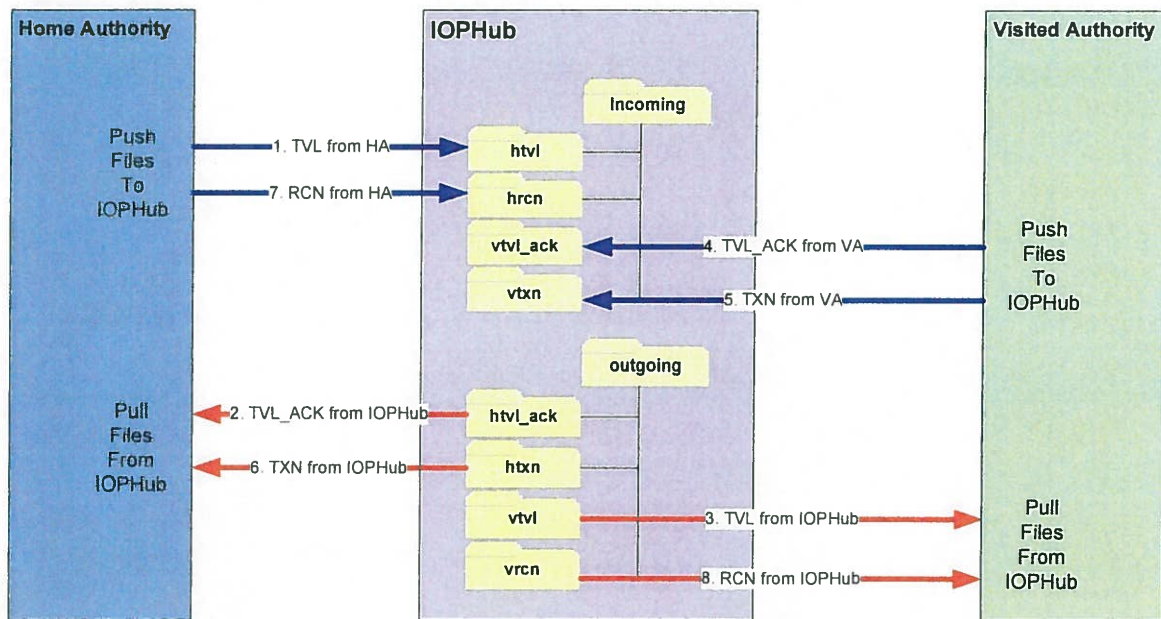 Home Authority
IOPHub
Visited Authority
Incoming
Push
Files
To
IOPHub
1. TVL from HA
htvl
7. RCN from HA
hrcn
vtvl_ack
4. TVL_ACK from VA
vtxn
5. TXN from VA
Push
Files
To
IOPHub
outgoing
Pull
Files
From
IOPHub
2. TVL_ACK from IOPHub
htvl_ack
6. TXN from IOPHub
htxn
vtvl
3. TVL from IOPHub
vrcn
8. RCN from IOPHub
Pull
Files
From
IOPHub